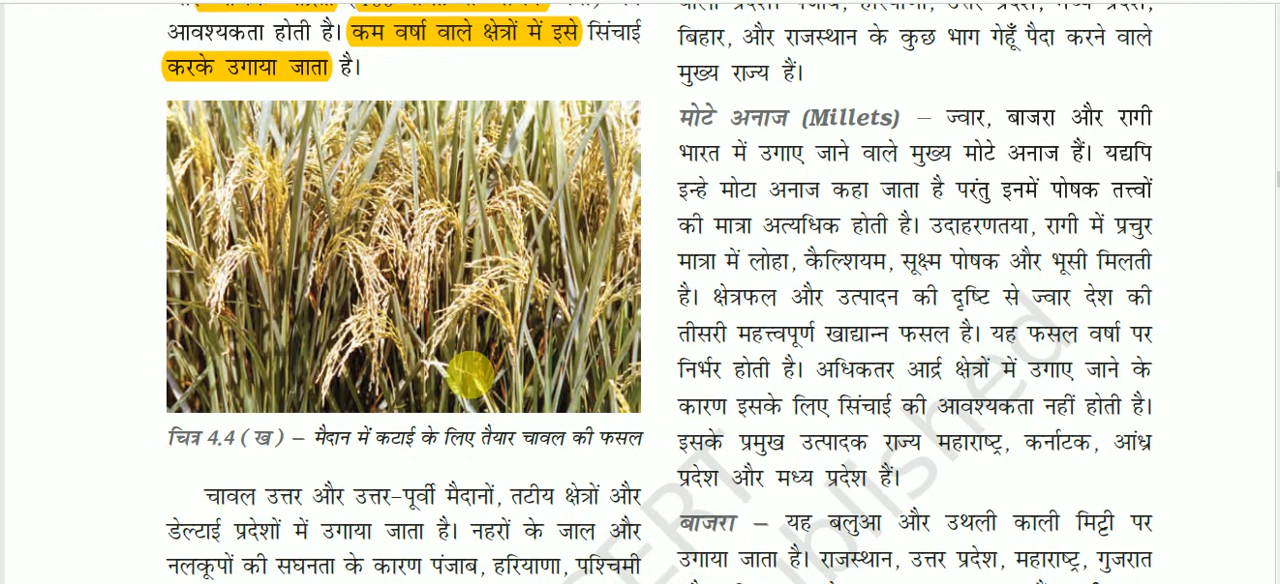 आवश्यकता होती है। कम वर्षा वाले क्षेत्रों में इसे सिंचाई
करके उगाया जाता है।
चित्र 4.4 ( ख ) – मैदान में कटाई के लिए तैयार चावल की फसल
चावल उत्तर और उत्तर-पूर्वी मैदानों, तटीय क्षेत्रों और
डेल्टाई प्रदेशों में उगाया जाता है। नहरों के जाल और
नलकूपों की सघनता के कारण पंजाब, हरियाणा, पश्चिमी
बिहार, और राजस्थान के कुछ भाग गेहूँ पैदा करने वाले
मुख्य राज्य हैं।
मोटे अनाज (Millets) – ज्वार, बाजरा और रागी
भारत में उगाए जाने वाले मुख्य मोटे अनाज हैं। यद्यपि
इन्हे मोटा अनाज कहा जाता है परंतु इनमें पोषक तत्त्वों
की मात्रा अत्यधिक होती है। उदाहरणतया, रागी में प्रचुर
मात्रा में लोहा, कैल्शियम, सूक्ष्म पोषक और भूसी मिलती
है। क्षेत्रफल और उत्पादन की दृष्टि से ज्वार देश की
तीसरी महत्त्वपूर्ण खाद्यान्न फसल है। यह फसल वर्षा पर
निर्भर होती है। अधिकतर आर्द्र क्षेत्रों में उगाए जाने के
कारण इसके लिए सिंचाई की आवश्यकता नहीं होती है।
इसके प्रमुख उत्पादक राज्य महाराष्ट्र, कर्नाटक, आंध्र
प्रदेश और मध्य प्रदेश हैं।
बाजरा – यह बलुआ और उथली काली मिट्टी पर
उगाया जाता है। राजस्थान, उत्तर प्रदेश, महाराष्ट्र, गुजरात